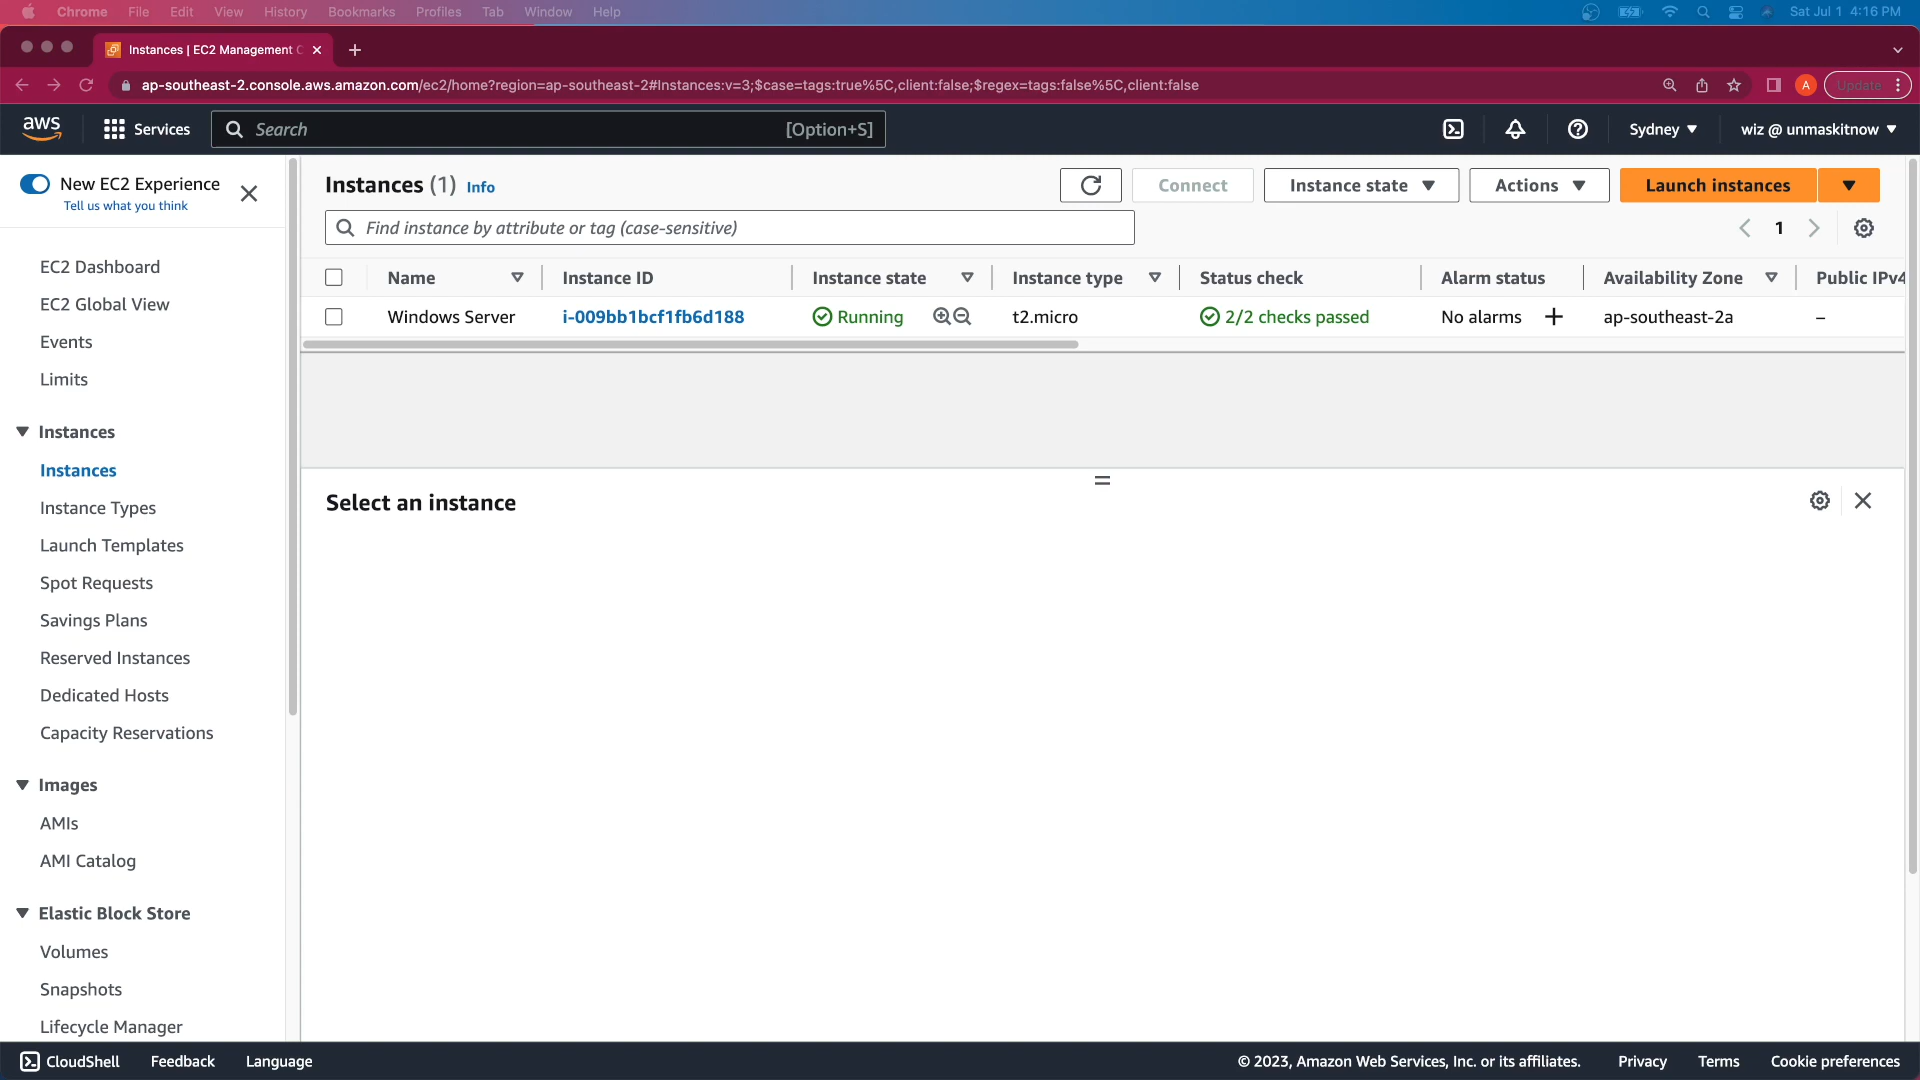 Chrome File Edit View History Bookmarks Profiles Tab Window Help Sat Jul 1 4:16 PM
Instances | EC2 Management C
ap-southeast-2.console.aws.amazon.com/ec2/home?region=ap-southeast-2#Instances:v=3;$case=tags:true%5C,client:false;$regex=tags:false%5C,client:false A Update
aws Services Search [Option+S] Sydney wiz @ unmaskitnow
New EC2 Experience
Tell us what you think
EC2 Dashboard
EC2 Global View
Events
Limits
Instances
Instances
Instance Types
Launch Templates
Spot Requests
Savings Plans
Reserved Instances
Dedicated Hosts
Capacity Reservations
Images
AMIs
AMI Catalog
Elastic Block Store
Volumes
Snapshots
Lifecycle Manager
Instances (1) Info Connect Instance state Actions Launch instances
Find instance by attribute or tag (case-sensitive) 1
Name Instance ID Instance state Instance type Status check Alarm status Availability Zone Public IPv4
Windows Server i-009bb1bcf1fb6d188 Running t2.micro 2/2 checks passed No alarms + ap-southeast-2a –
Select an instance
CloudShell Feedback Language © 2023, Amazon Web Services, Inc. or its affiliates. Privacy Terms Cookie preferences